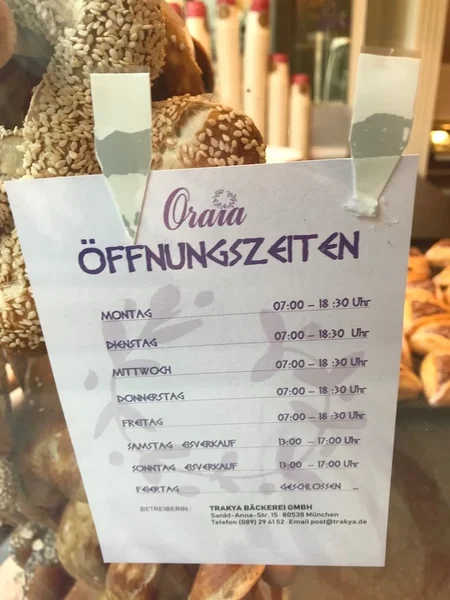 Oraia
ÖFFNUNGSZEITEN
MONTAG 07:00 – 18 :30 Uhr
DIENSTAG 07:00 – 18:30 Uhr
MITTWOCH 07:00 – 18 :30 Uhr
DONNERSTAG 07:00 – 18 :30 Uhr
FREITAG 07:00 – 18 :30 Uhr
SAMSTAG EISVERKAUF 13:00 – 17:00 Uhr
SONNTAG EISVERKAUF 13:00 – 17:00 Uhr
FEIERTAG GESCHLOSSEN _
BETREIBERIN TRAKYA BÄCKEREI GMBH
Sankt-Anna-Str. 15 · 80538 München
Telefon (089) 29 41 52 · Email post@trakya.de